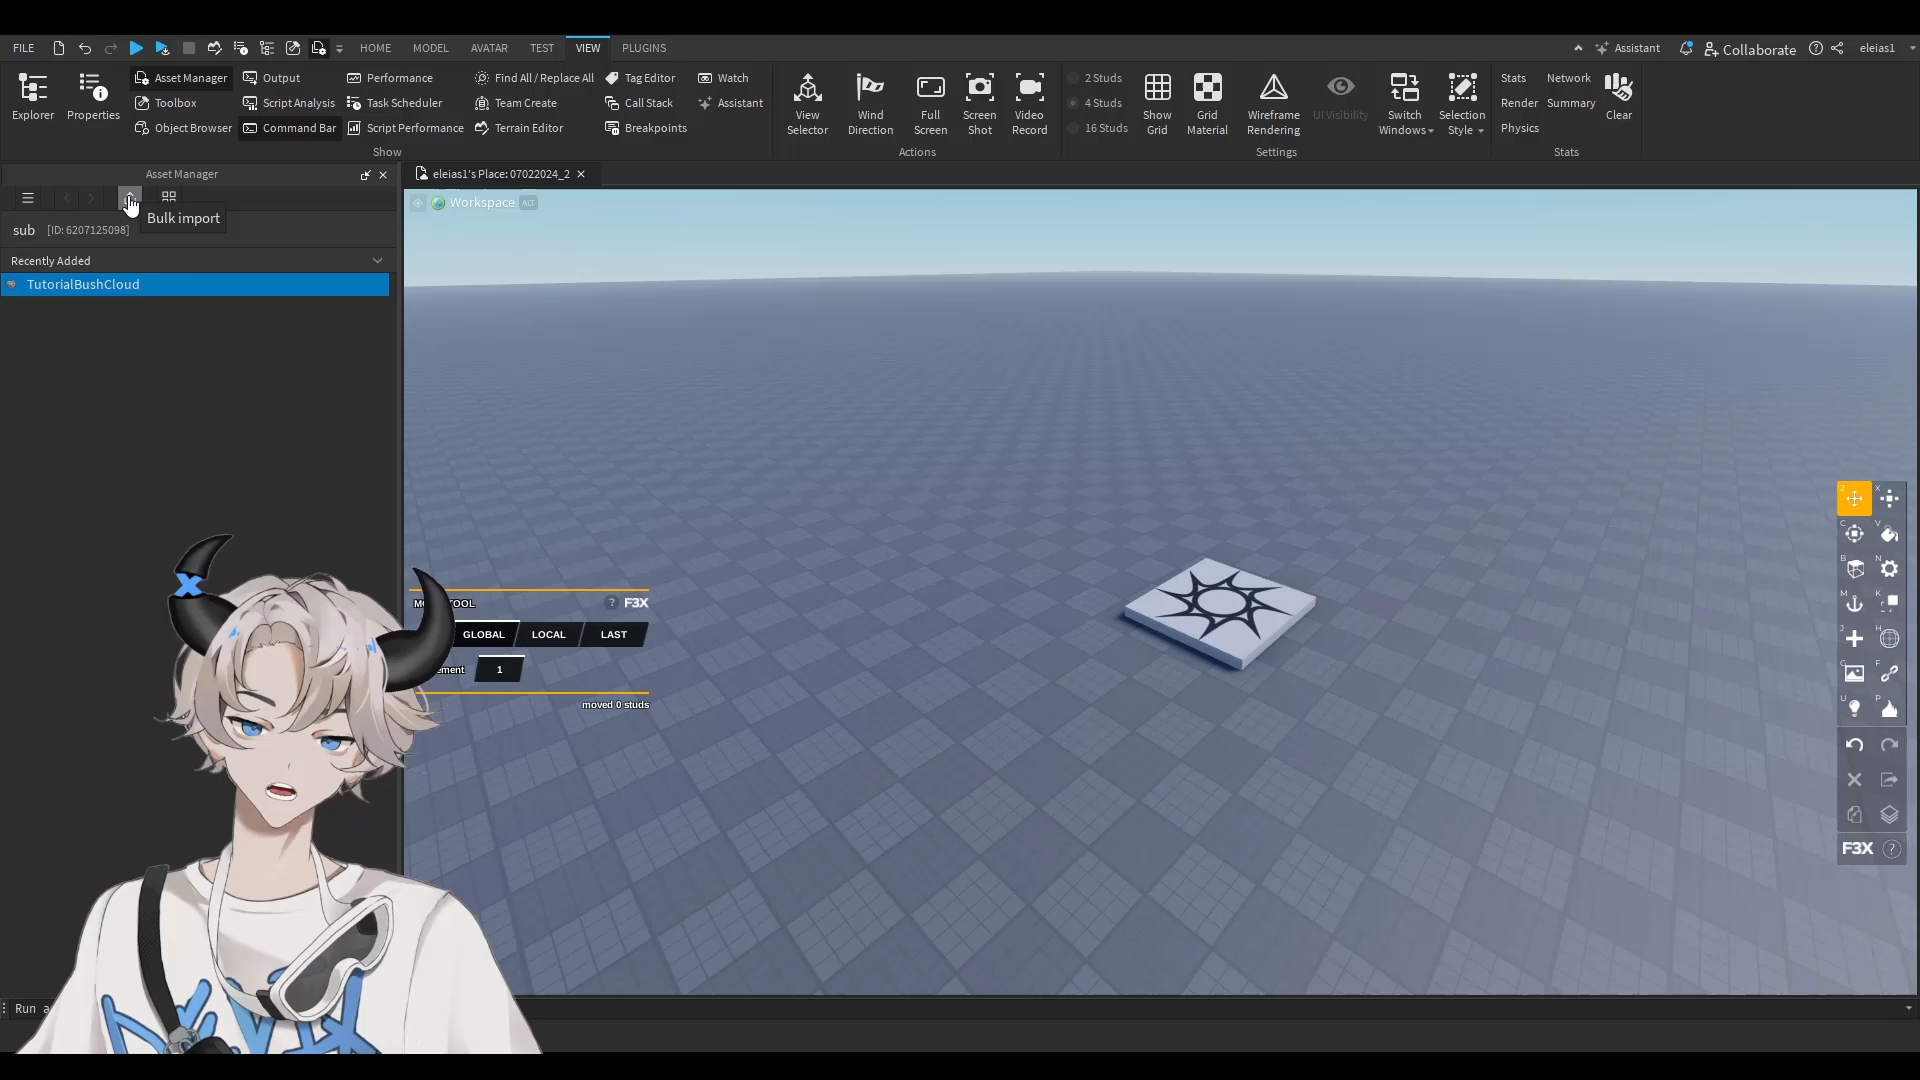 FILE HOME MODEL AVATAR TEST VIEW PLUGINS Assistant Collaborate eleias1
Explorer Properties
Asset Manager Output Performance Find All / Replace All Tag Editor Watch
Toolbox Script Analysis Task Scheduler Team Create Call Stack Assistant
Object Browser Command Bar Script Performance Terrain Editor Breakpoints
Show
View Selector Wind Direction Full Screen Screen Shot Video Record
Actions
2 Studs
4 Studs
16 Studs
Show Grid Grid Material Wireframe Rendering UI Visibility Switch Windows Selection Style
Settings
Stats Network
Render Summary
Physics
Clear
Stats
Asset Manager
eleias1's Place: 07022024_2
Bulk import
sub [ID: 6207125098]
Recently Added
TutorialBushCloud
Workspace ALT
TOOL ? F3X
GLOBAL LOCAL LAST
1
moved 0 studs
Z X
C V
B N
M K
J H
G F
U P
F3X ?
Run